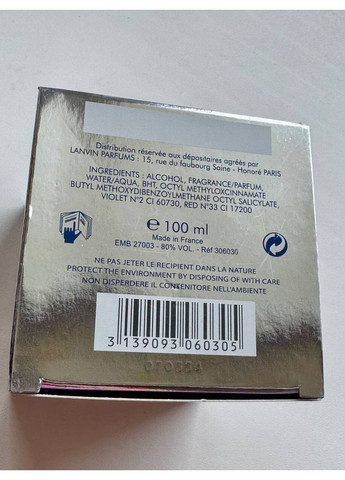 Distribution réservée aux dépositaires agréés par
LANVIN PARFUMS : 15, rue du faubourg Saine - Honoré PARIS
INGREDIENTS: ALCOHOL, FRAGRANCE/PARFUM,
WATER/AQUA, BHT, OCTYL METHYLOXCINNAMATE,
BUTYL METHOXYDIBENZOYLMETHANE OCTYL SALICYLATE,
VIOLET N°2 CI 60730, RED N°33 CI 17200
℮ 100 ml
Made in France
EMB 27003 - 80% VOL. - Réf 306030
NE PAS JETER LE RECIPIENT DANS LA NATURE
PROTECT THE ENVIRONMENT BY DISPOSING OF WITH CARE
NON DISPERDERE IL CONTENITORE NELL'AMBIENTE
3 139093 060305